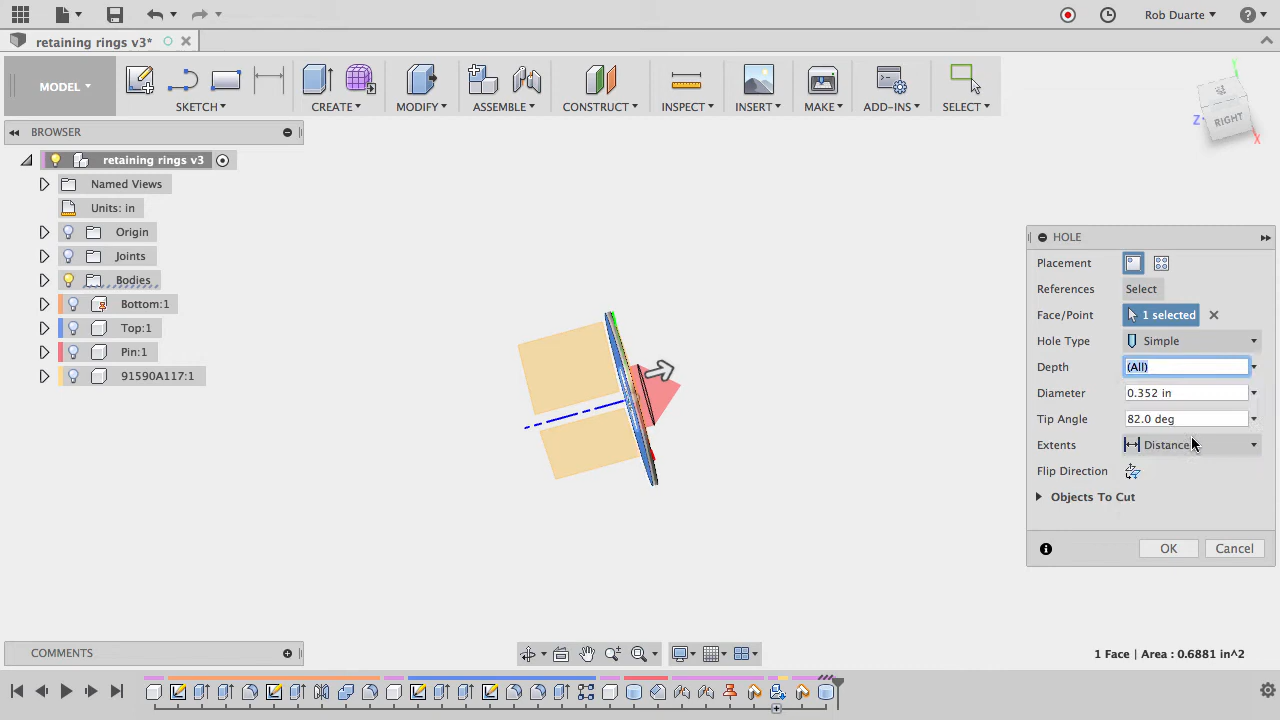 Rob Duarte
retaining rings v3*
MODEL
SKETCH
CREATE
MODIFY
ASSEMBLE
CONSTRUCT
INSPECT
INSERT
MAKE
ADD-INS
SELECT
Y
Z
RIGHT
X
BROWSER
retaining rings v3
Named Views
Units: in
Origin
Joints
Bodies
Bottom:1
Top:1
Pin:1
91590A117:1
HOLE
Placement
References Select
Face/Point 1 selected
Hole Type Simple
Depth (All)
Diameter 0.352 in
Tip Angle 82.0 deg
Extents Distance
Flip Direction
Objects To Cut
OK Cancel
COMMENTS
1 Face | Area : 0.6881 in^2